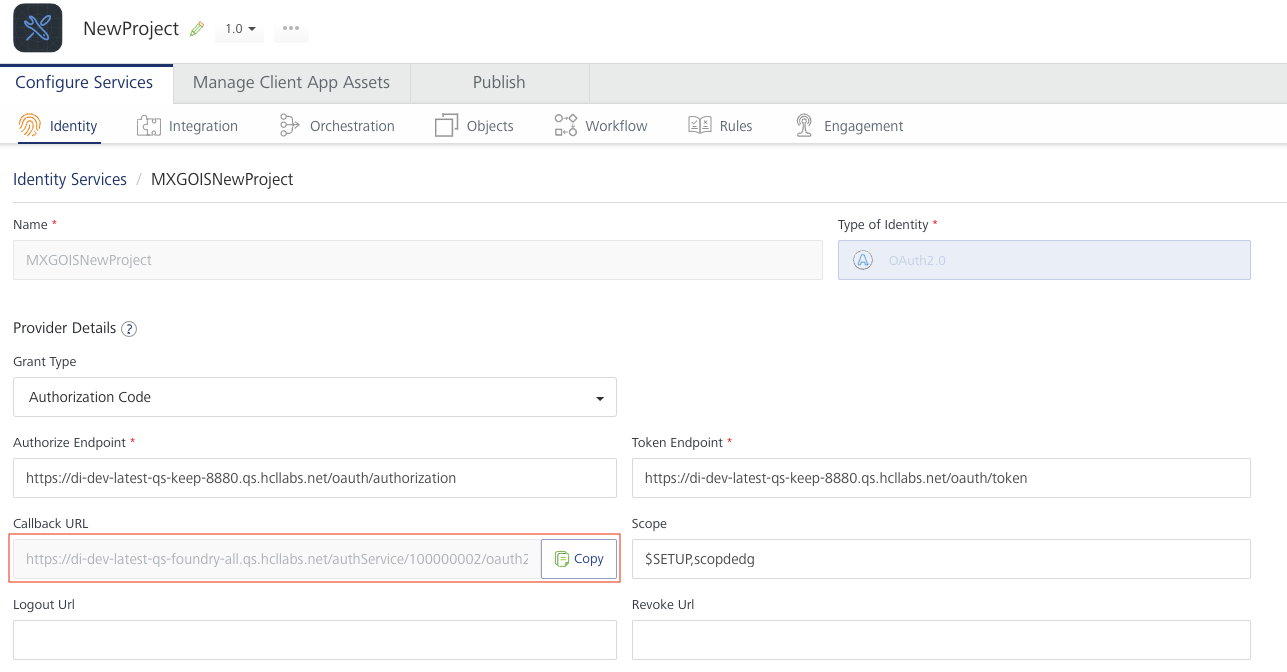 NewProject 1.0 •••
Configure Services Manage Client App Assets Publish
Identity Integration Orchestration Objects Workflow Rules Engagement
Identity Services / MXGOISNewProject
Name * Type of Identity *
MXGOISNewProject OAuth2.0
Provider Details ?
Grant Type
Authorization Code
Authorize Endpoint * Token Endpoint *
https://di-dev-latest-qs-keep-8880.qs.hcllabs.net/oauth/authorization https://di-dev-latest-qs-keep-8880.qs.hcllabs.net/oauth/token
Callback URL Scope
https://di-dev-latest-qs-foundry-all.qs.hcllabs.net/authService/100000002/oauth2 Copy $SETUP,scopdedg
Logout Url Revoke Url